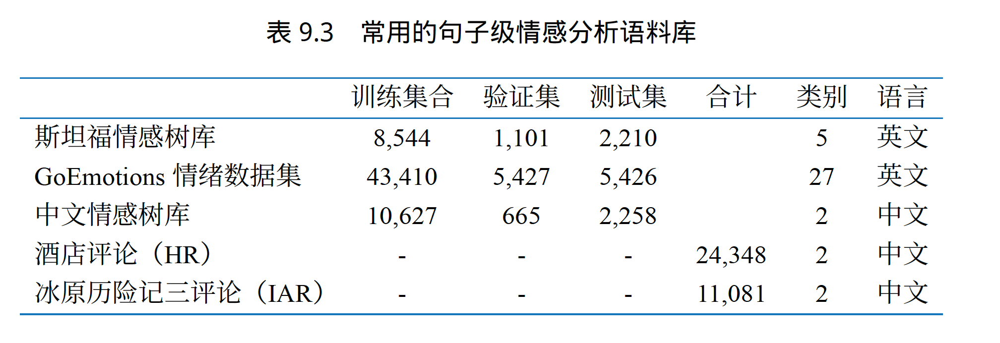 表 9.3 常用的句子级情感分析语料库
训练集合 验证集 测试集 合计 类别 语言
斯坦福情感树库 8,544 1,101 2,210 5 英文
GoEmotions 情绪数据集 43,410 5,427 5,426 27 英文
中文情感树库 10,627 665 2,258 2 中文
酒店评论（HR） - - - 24,348 2 中文
冰原历险记三评论（IAR） - - - 11,081 2 中文